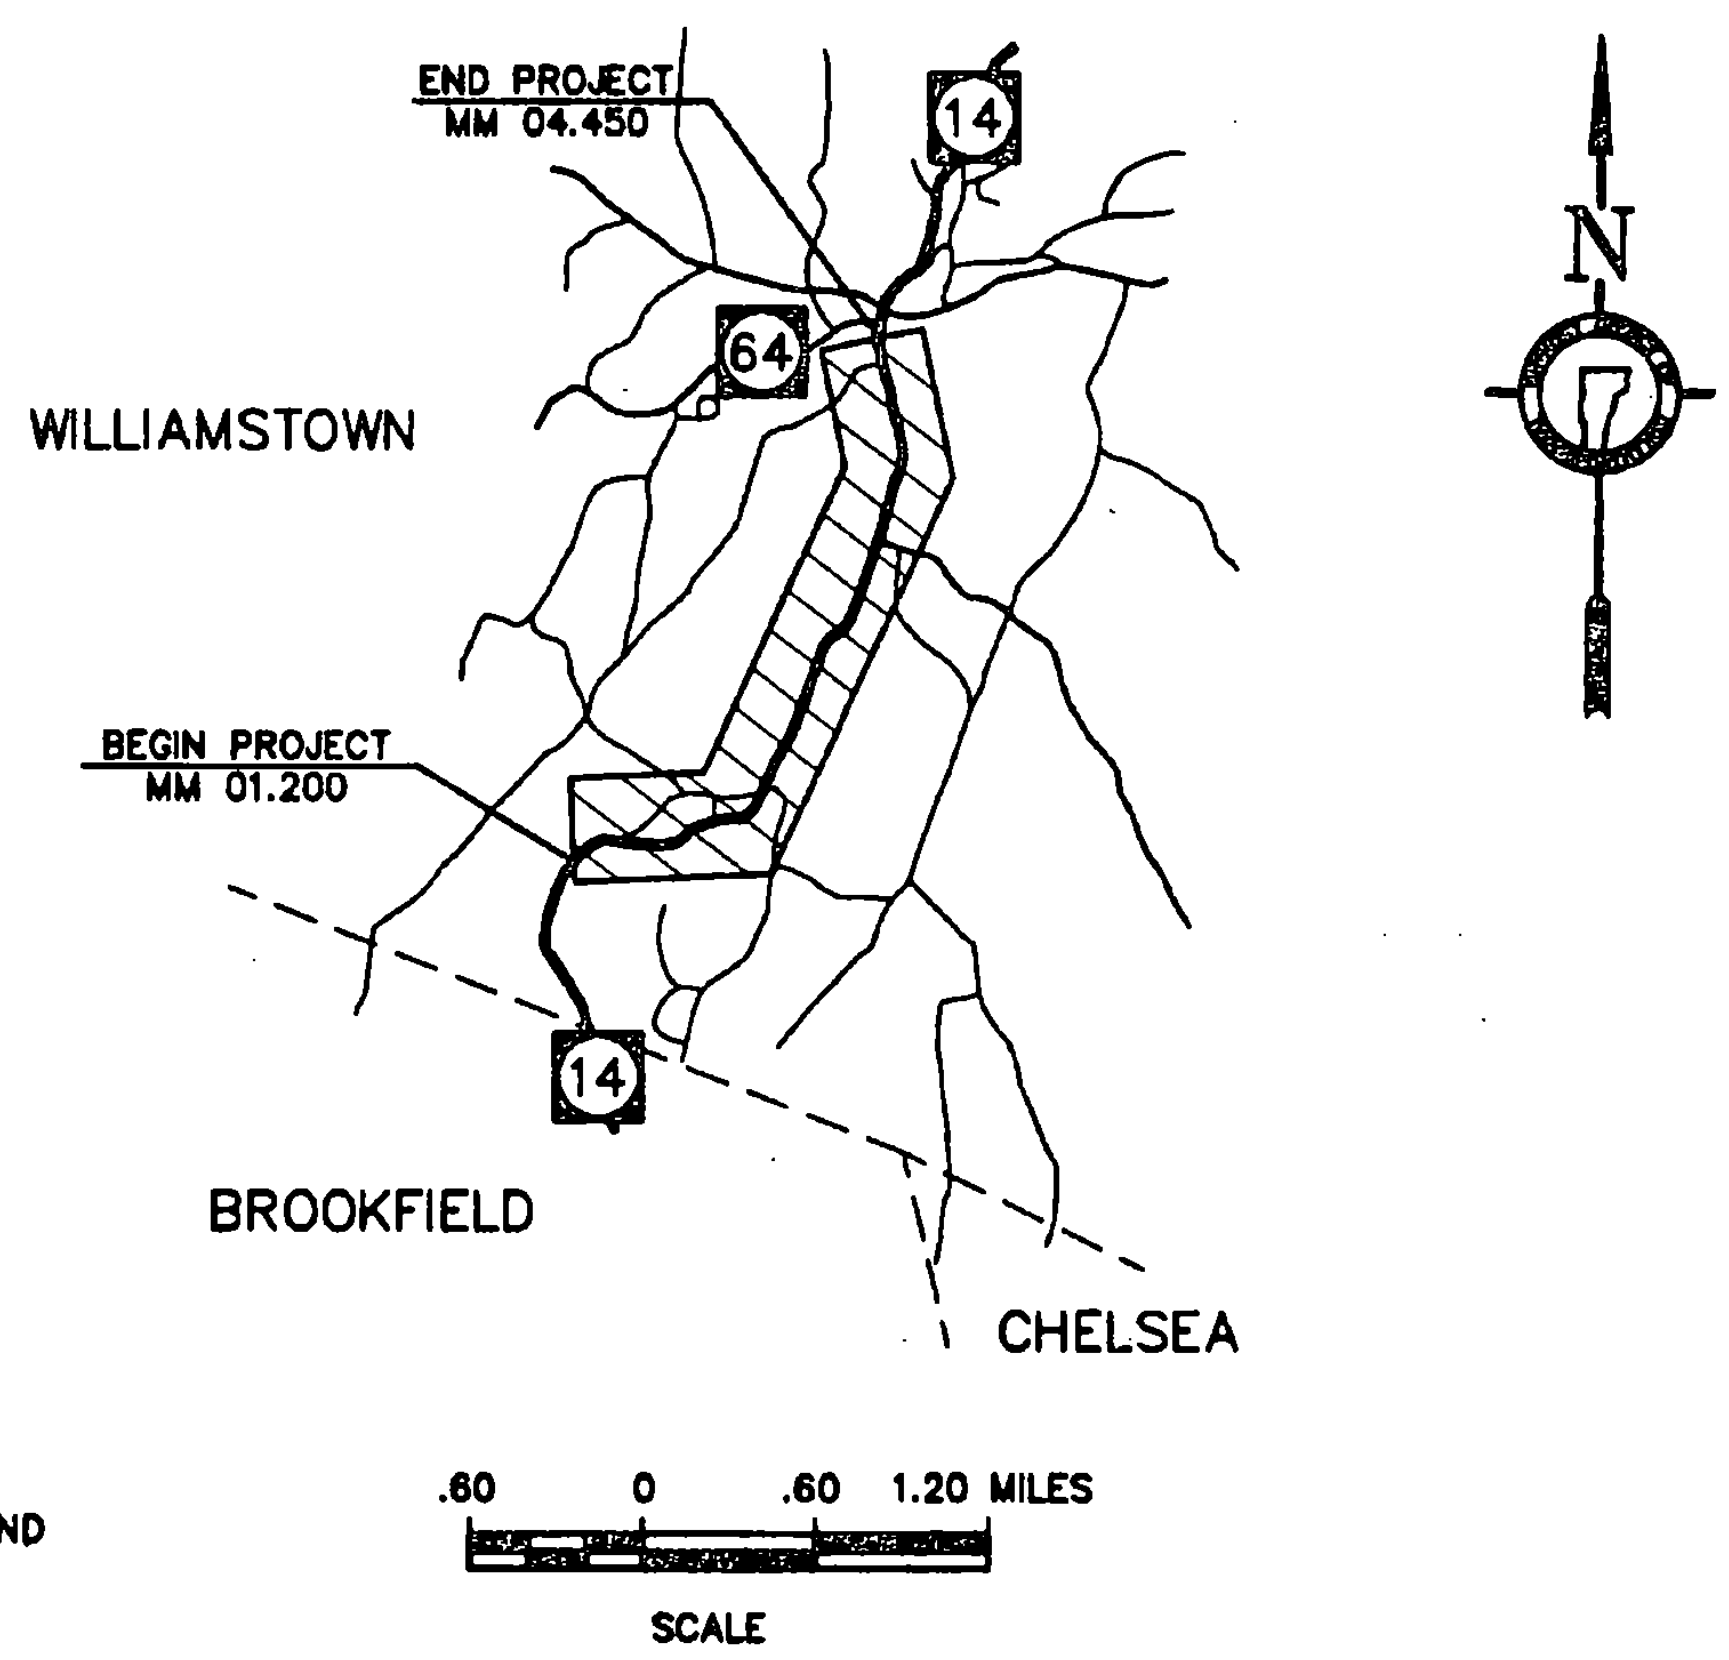 END PROJECT
MM 04.450
14
N
64
WILLIAMSTOWN
BEGIN PROJECT
MM 01.200
14
BROOKFIELD
CHELSEA
.60 0 .60 1.20 MILES
ND
SCALE